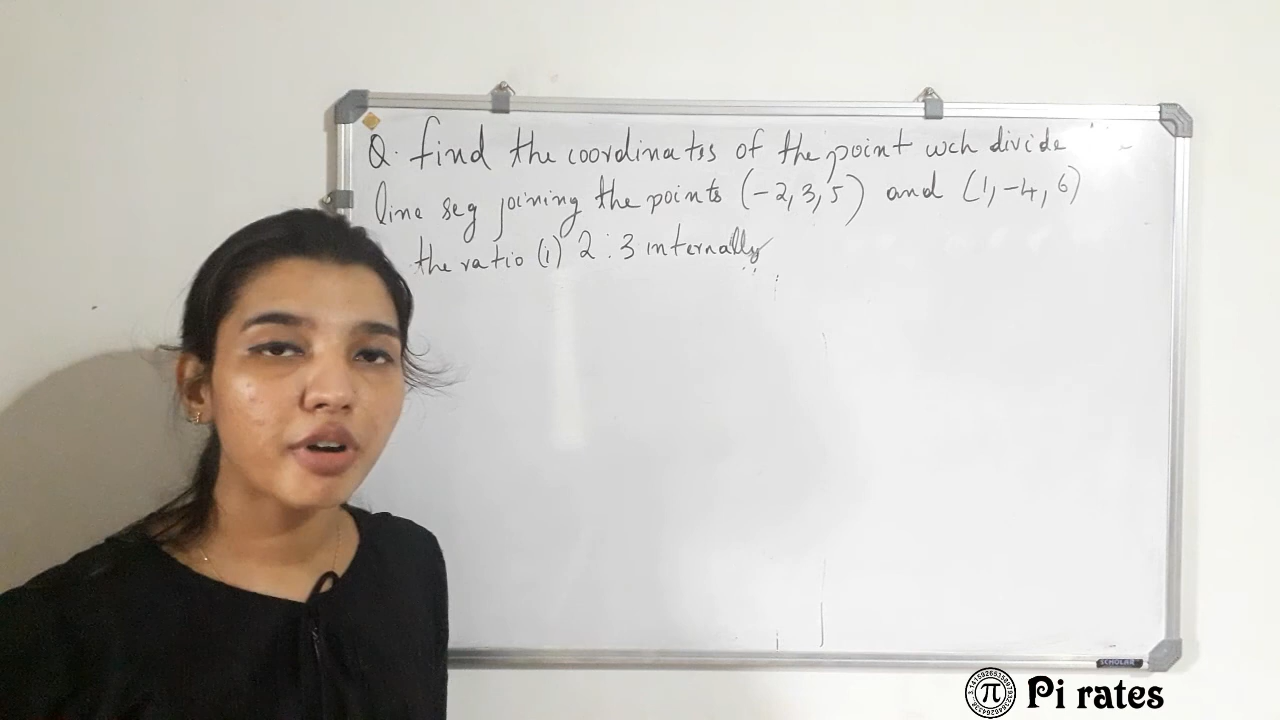 Q. find the coordinates of the point wch divide
line seg joining the points (-2, 3, 5) and (1, -4, 6)
the ratio (i) 2 : 3 internally
SCHOLAR
π Pi rates